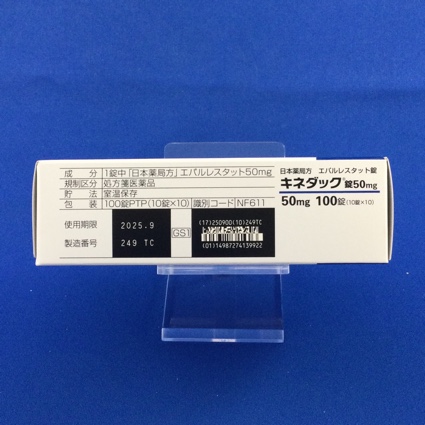 成分 1錠中「日本薬局方」エパルレスタット50mg
規制区分 処方箋医薬品
貯法 室温保存
包装 100錠PTP(10錠×10) 識別コード NF611
使用期限 2025.9
製造番号 249 TC
GS1
(17)250900(10)249TC
(01)14987274139922
日本薬局方 エパルレスタット錠
キネダック®錠50mg
50mg 100錠(10錠×10)